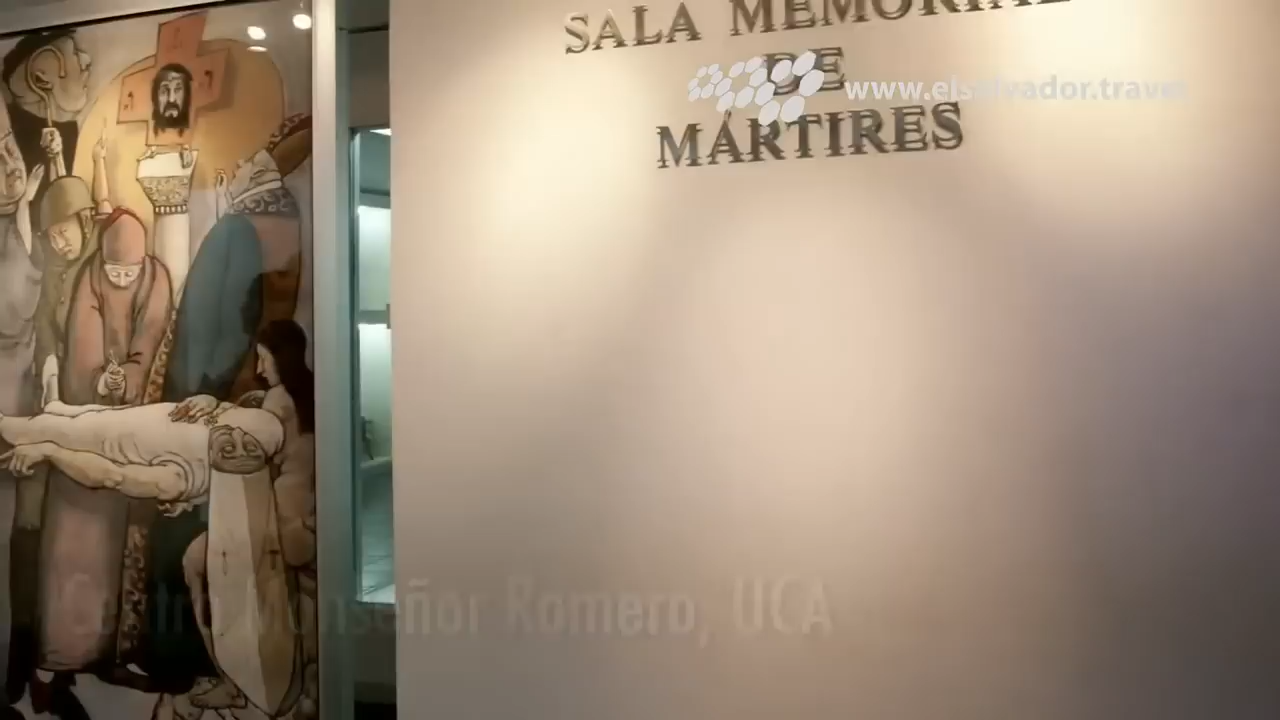 SALA MEMORIAL
DE
www.elsalvador.travel
MÁRTIRES
Centro Monseñor Romero, UCA